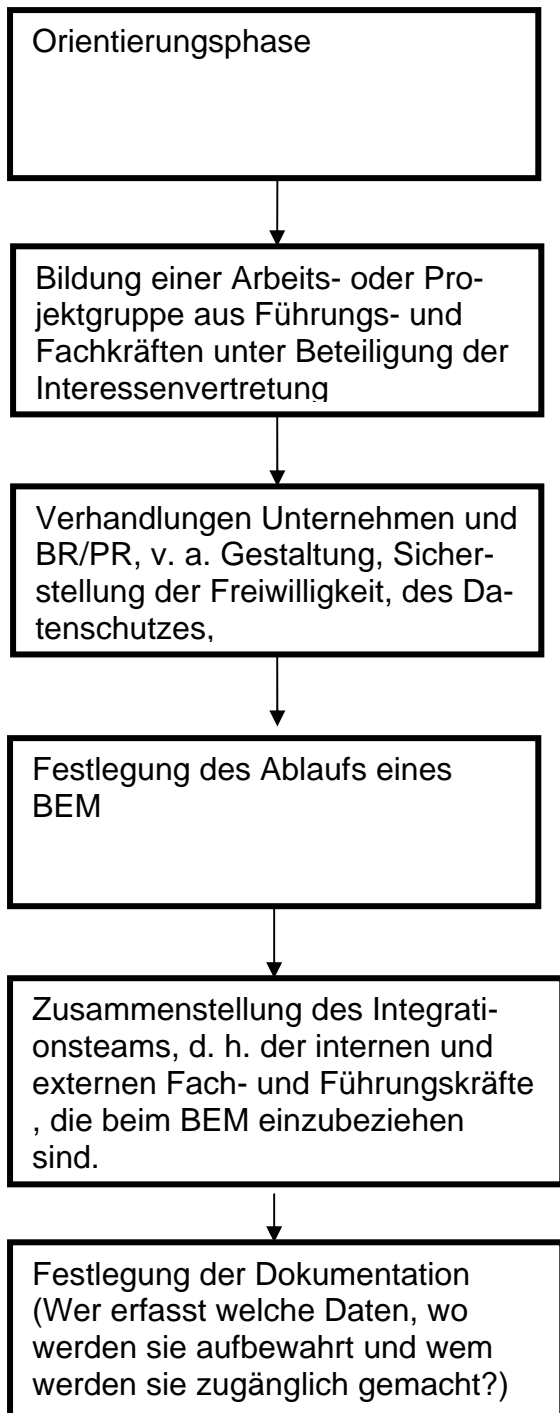 Orientierungsphase
Bildung einer Arbeits- oder Pro-
jektgruppe aus Führungs- und
Fachkräften unter Beteiligung der
Interessenvertretung
Verhandlungen Unternehmen und
BR/PR, v. a. Gestaltung, Sicher-
stellung der Freiwilligkeit, des Da-
tenschutzes,
Festlegung des Ablaufs eines
BEM
Zusammenstellung des Integrati-
onsteams, d. h. der internen und
externen Fach- und Führungskräfte
, die beim BEM einzubeziehen
sind.
Festlegung der Dokumentation
(Wer erfasst welche Daten, wo
werden sie aufbewahrt und wem
werden sie zugänglich gemacht?)